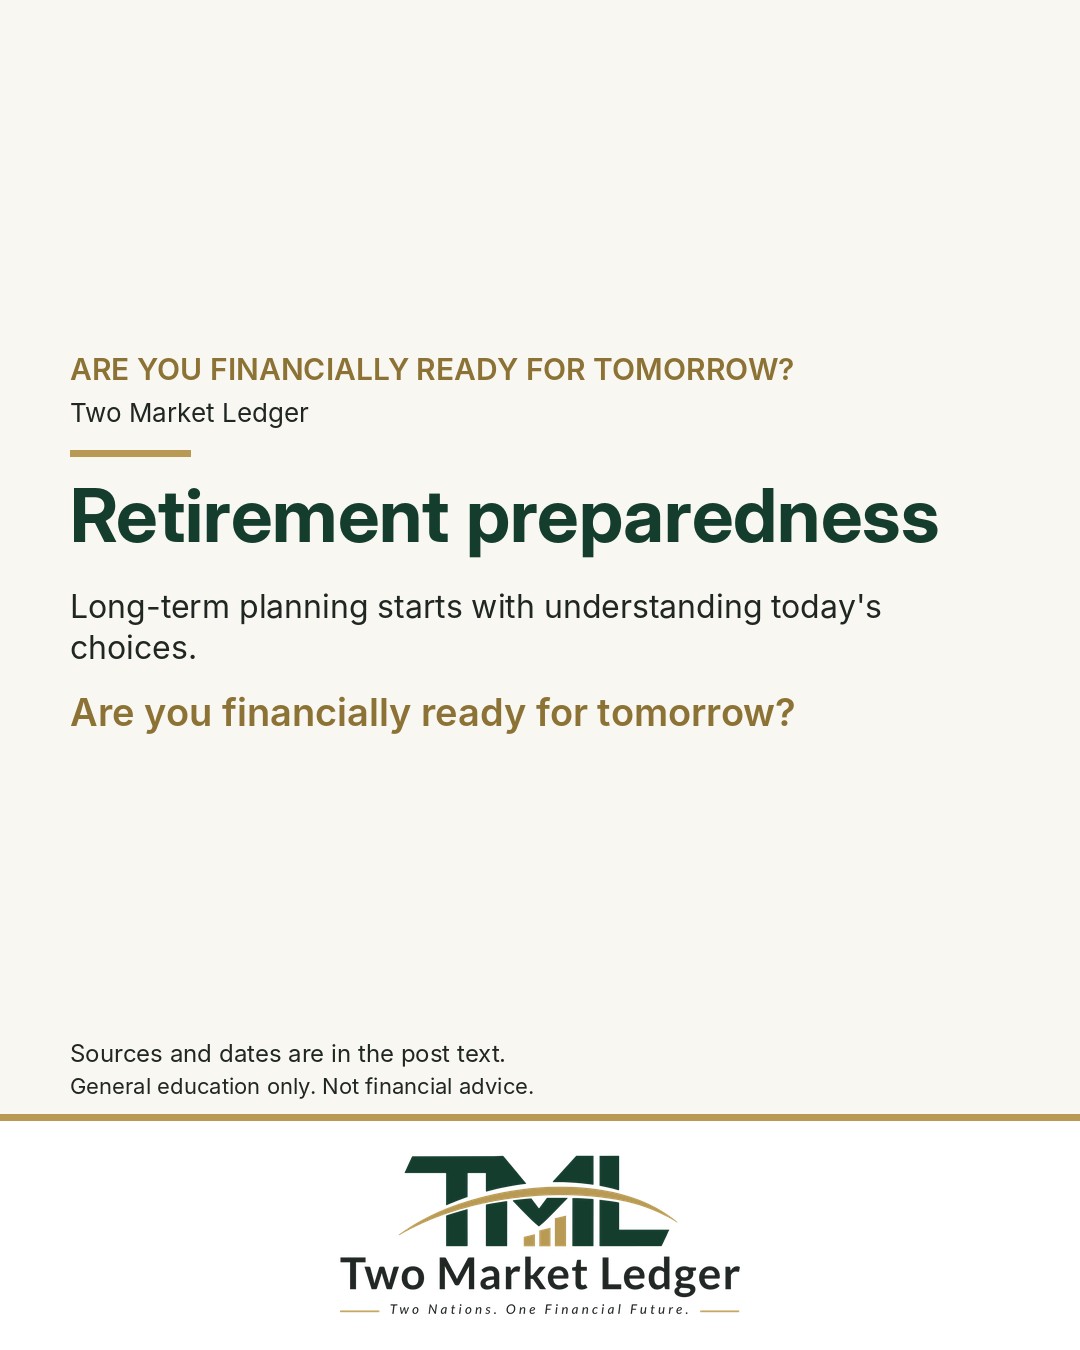 ARE YOU FINANCIALLY READY FOR TOMORROW?
Two Market Ledger
Retirement preparedness
Long-term planning starts with understanding today's
choices.
Are you financially ready for tomorrow?
Sources and dates are in the post text.
General education only. Not financial advice.
TML
Two Market Ledger
Two Nations. One Financial Future.